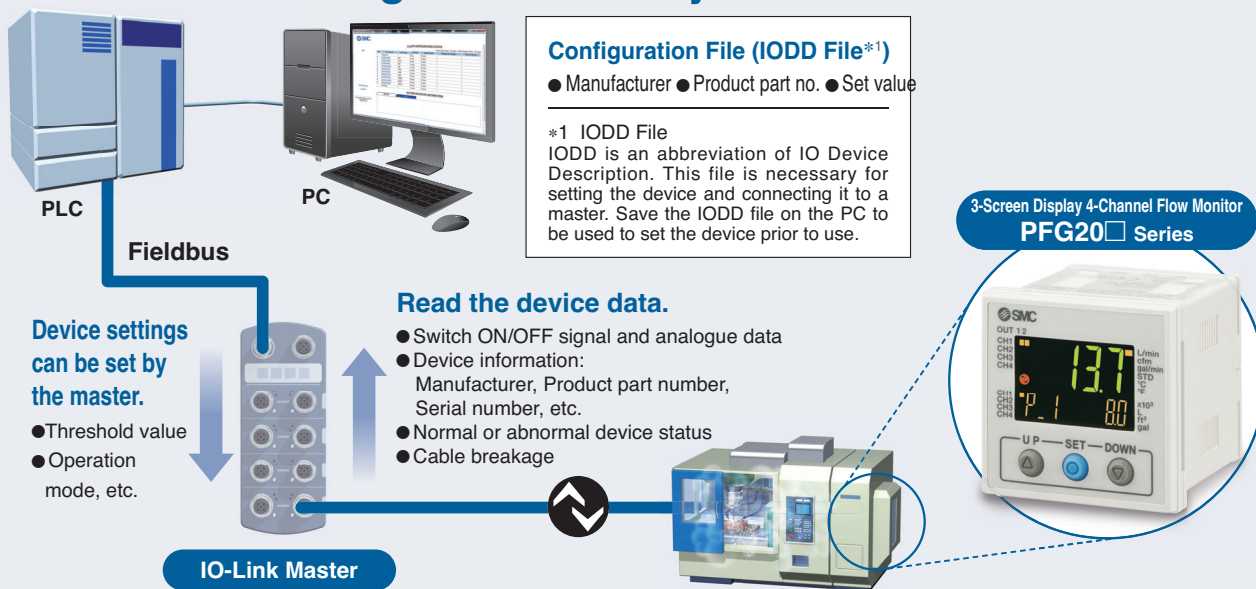 Configuration File (IODD File*1)
● Manufacturer ● Product part no. ● Set value
*1 IODD File
IODD is an abbreviation of IO Device
Description. This file is necessary for
setting the device and connecting it to a
master. Save the IODD file on the PC to
be used to set the device prior to use.
SMC
PLC
PC
Fieldbus
3-Screen Display 4-Channel Flow Monitor
PFG20□ Series
Device settings
can be set by
the master.
●Threshold value
● Operation
mode, etc.
Read the device data.
● Switch ON/OFF signal and analogue data
● Device information:
Manufacturer, Product part number,
Serial number, etc.
● Normal or abnormal device status
● Cable breakage
IO-Link Master
SMC
OUT 1 2
CH1
CH2
CH3
CH4
13.7
L/min
cfm
gal/min
STD
°C
°F
CH1
CH2
CH3
CH4
P_1 8.0
x10³
L
ft³
gal
UP SET DOWN